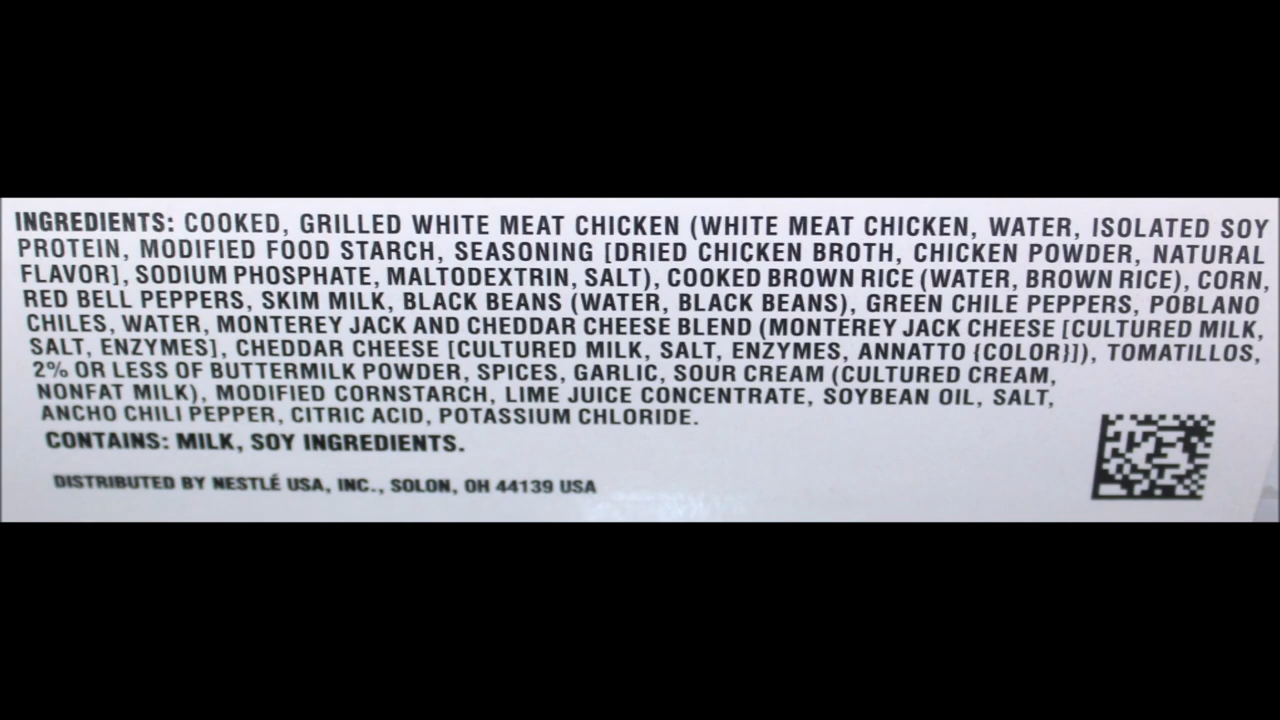 INGREDIENTS: COOKED, GRILLED WHITE MEAT CHICKEN (WHITE MEAT CHICKEN, WATER, ISOLATED SOY
PROTEIN, MODIFIED FOOD STARCH, SEASONING [DRIED CHICKEN BROTH, CHICKEN POWDER, NATURAL
FLAVOR], SODIUM PHOSPHATE, MALTODEXTRIN, SALT), COOKED BROWN RICE (WATER, BROWN RICE), CORN,
RED BELL PEPPERS, SKIM MILK, BLACK BEANS (WATER, BLACK BEANS), GREEN CHILE PEPPERS, POBLANO
CHILES, WATER, MONTEREY JACK AND CHEDDAR CHEESE BLEND (MONTEREY JACK CHEESE [CULTURED MILK,
SALT, ENZYMES], CHEDDAR CHEESE [CULTURED MILK, SALT, ENZYMES, ANNATTO {COLOR}]), TOMATILLOS,
2% OR LESS OF BUTTERMILK POWDER, SPICES, GARLIC, SOUR CREAM (CULTURED CREAM,
NONFAT MILK), MODIFIED CORNSTARCH, LIME JUICE CONCENTRATE, SOYBEAN OIL, SALT,
ANCHO CHILI PEPPER, CITRIC ACID, POTASSIUM CHLORIDE.
CONTAINS: MILK, SOY INGREDIENTS.
DISTRIBUTED BY NESTLÉ USA, INC., SOLON, OH 44139 USA